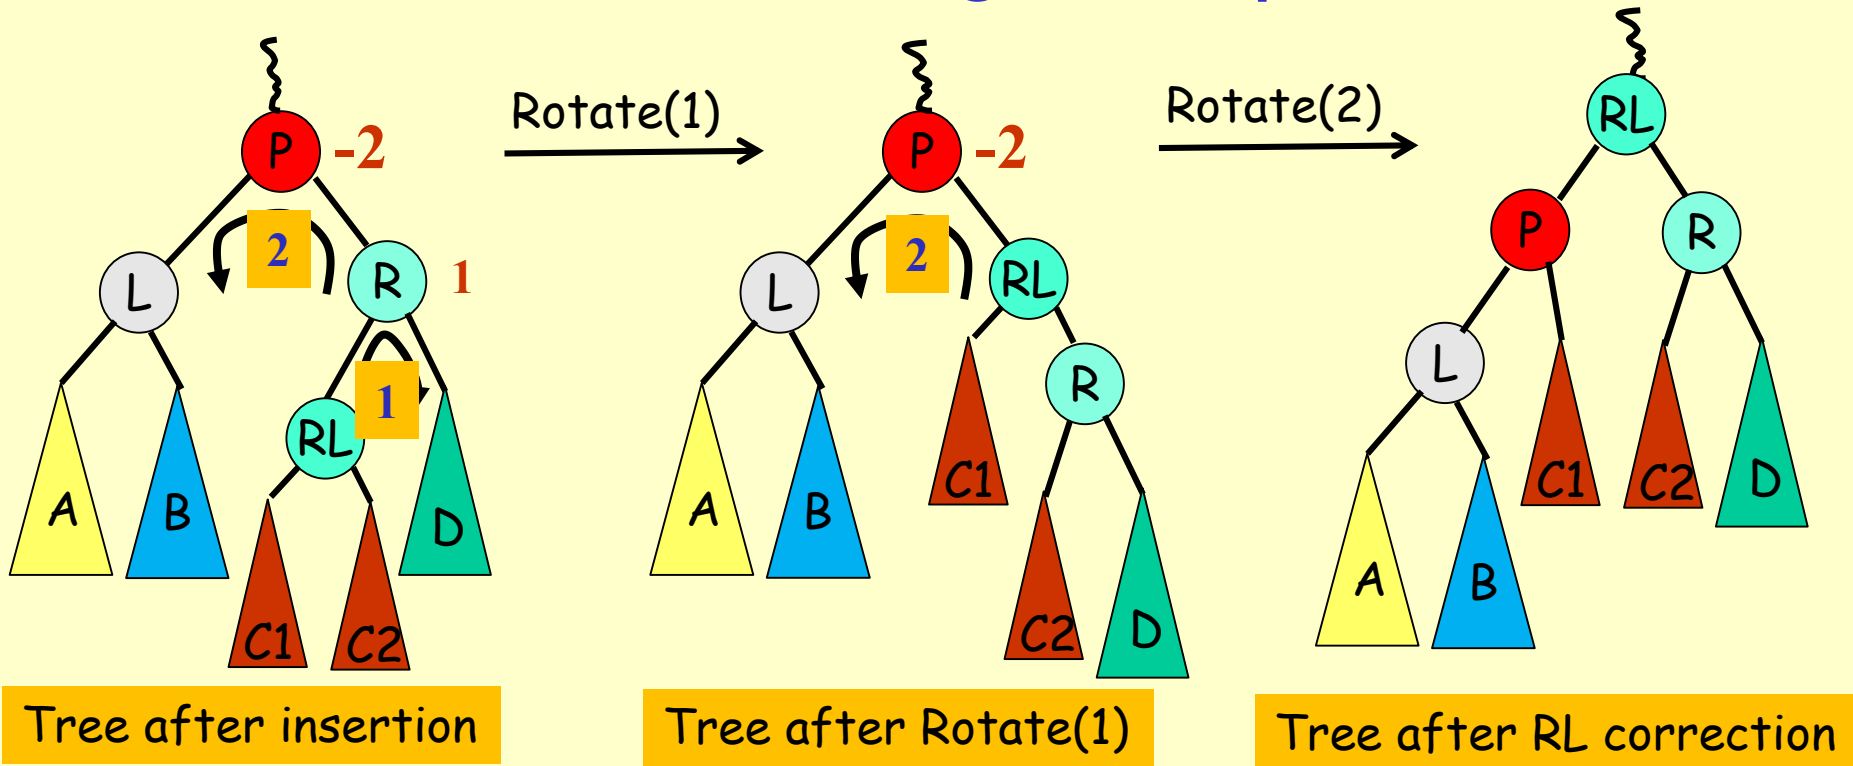 Rotate(1)
Rotate(2)
P
-2
2
L
R
1
1
RL
A
B
C1
C2
D
Tree after insertion
P
-2
2
L
RL
R
A
B
C1
C2
D
Tree after Rotate(1)
RL
P
R
L
C1
C2
D
A
B
Tree after RL correction